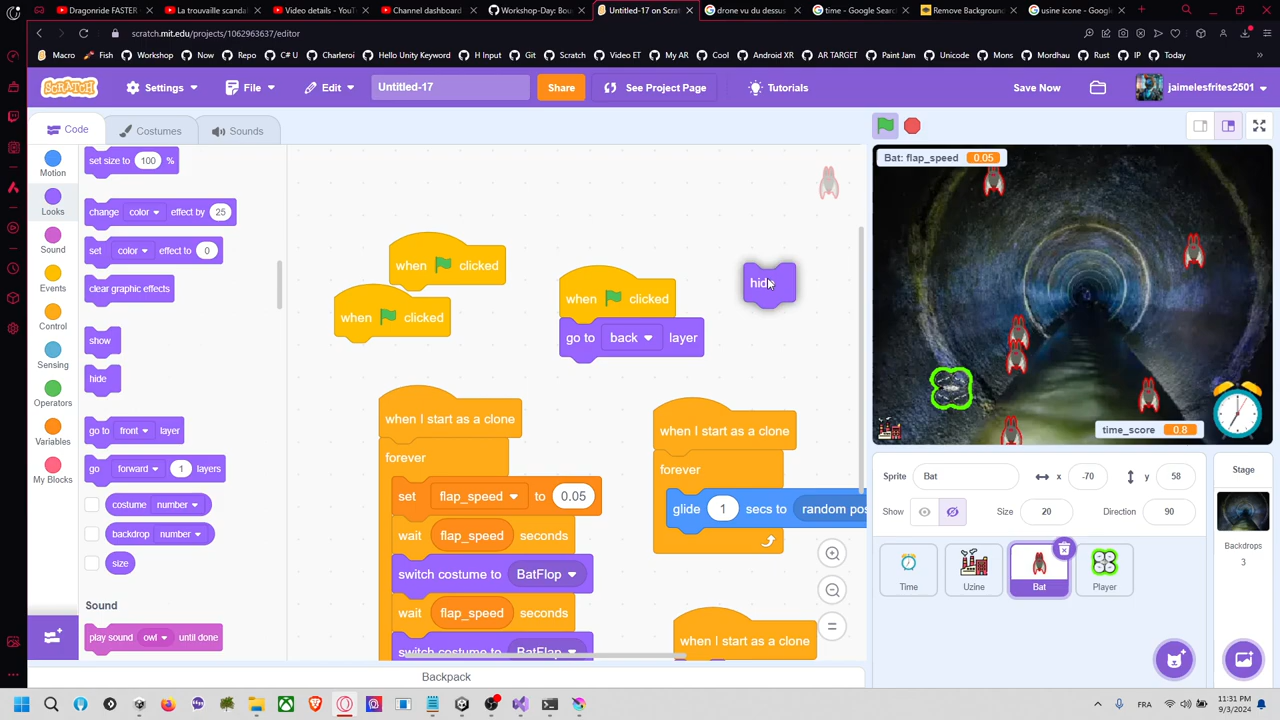 Dragonride FASTER
La trouvaille scandal
Video details - YouT
Channel dashboard
Workshop-Day: Bou
Untitled-17 on Scrat
drone vu du dessus
time - Google Search
Remove Background
usine icone - Google
scratch.mit.edu/projects/1062963637/editor
Macro
Fish
Workshop
Now
Repo
C# U
Charleroi
Hello Unity Keyword
H Input
Git
Scratch
Video ET
My AR
Cool
Android XR
AR TARGET
Paint Jam
Unicode
Mons
Mordhau
Rust
IP
Today
SCRATCH
Settings
File
Edit
Untitled-17
Share
See Project Page
Tutorials
Save Now
jaimelesfrites2501
Code
Costumes
Sounds
Motion
Looks
Sound
Events
Control
Sensing
Operators
Variables
My Blocks
set size to 100 %
change color effect by 25
set color effect to 0
clear graphic effects
show
hide
go to front layer
go forward 1 layers
costume number
backdrop number
size
Sound
play sound owl until done
when clicked
when clicked
when clicked
go to back layer
hide
when I start as a clone
forever
set flap_speed to 0.05
wait flap_speed seconds
switch costume to BatFlop
wait flap_speed seconds
switch costume to BatFlap
when I start as a clone
forever
glide 1 secs to random pos
when I start as a clone
Backpack
Bat: flap_speed 0.05
time_score 0.8
Sprite Bat x -70 y 58
Show Size 20 Direction 90
Time
Uzine
Bat
Player
Stage
Backdrops
3
FRA
11:31 PM
9/3/2024